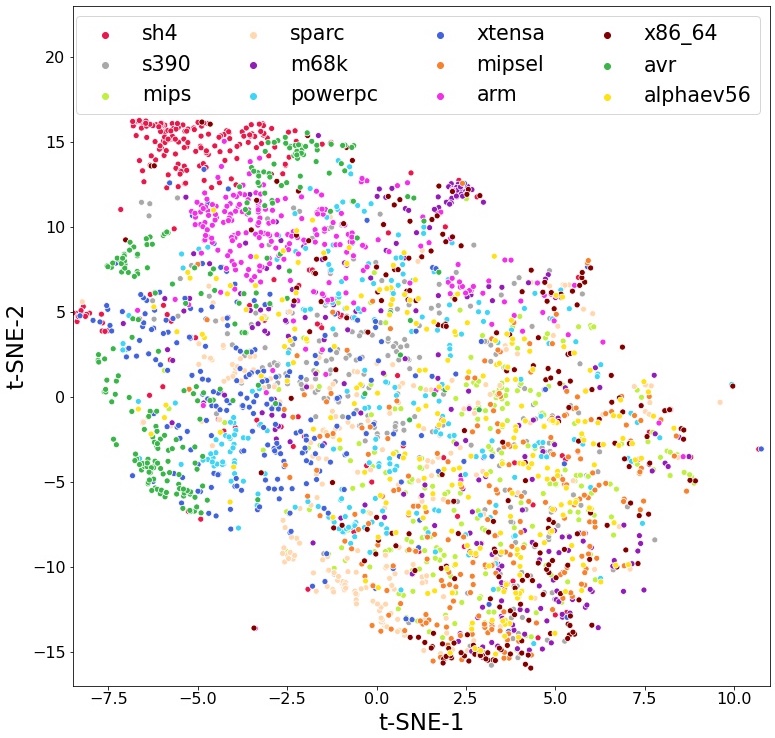 sh4 sparc xtensa x86_64
s390 m68k mipsel avr
mips powerpc arm alphaev56
20
15
10
5
0
−5
−10
−15
t-SNE-2
−7.5 −5.0 −2.5 0.0 2.5 5.0 7.5 10.0
t-SNE-1